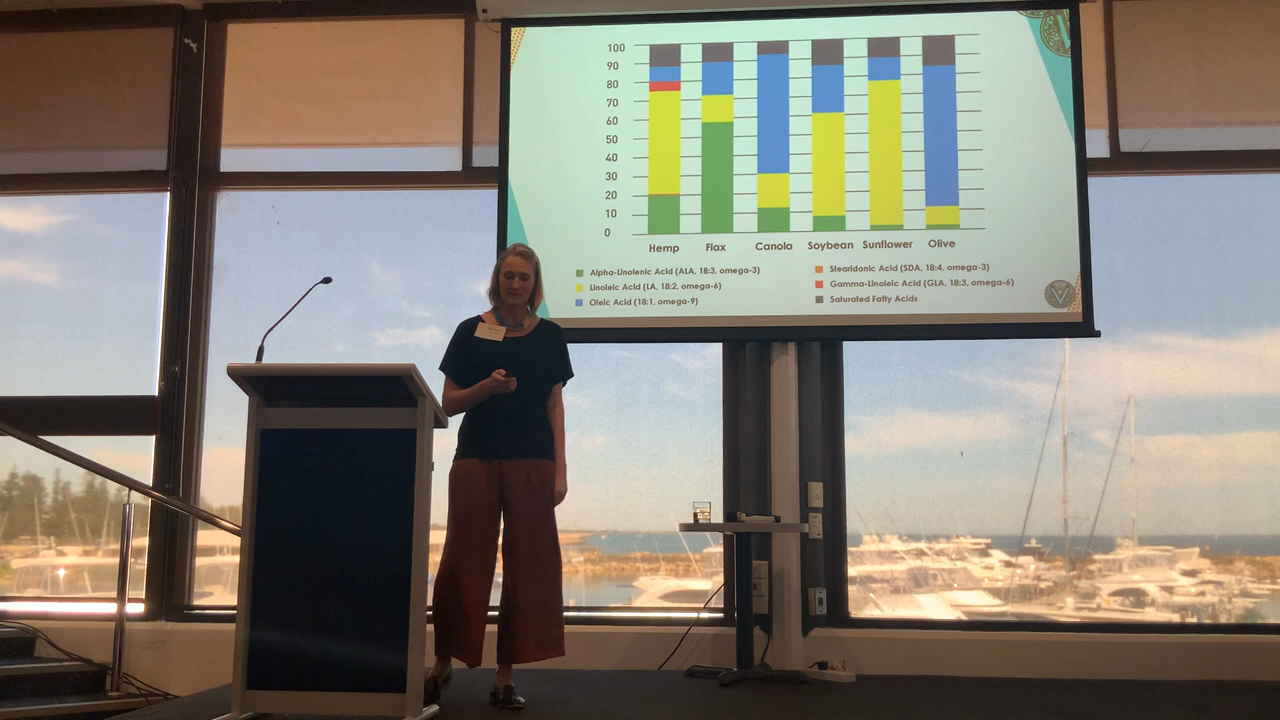 100
90
80
70
60
50
40
30
20
10
0
Hemp Flax Canola Soybean Sunflower Olive
Alpha-Linolenic Acid (ALA, 18:3, omega-3)
Linoleic Acid (LA, 18:2, omega-6)
Oleic Acid (18:1, omega-9)
Stearidonic Acid (SDA, 18:4, omega-3)
Gamma-Linoleic Acid (GLA, 18:3, omega-6)
Saturated Fatty Acids